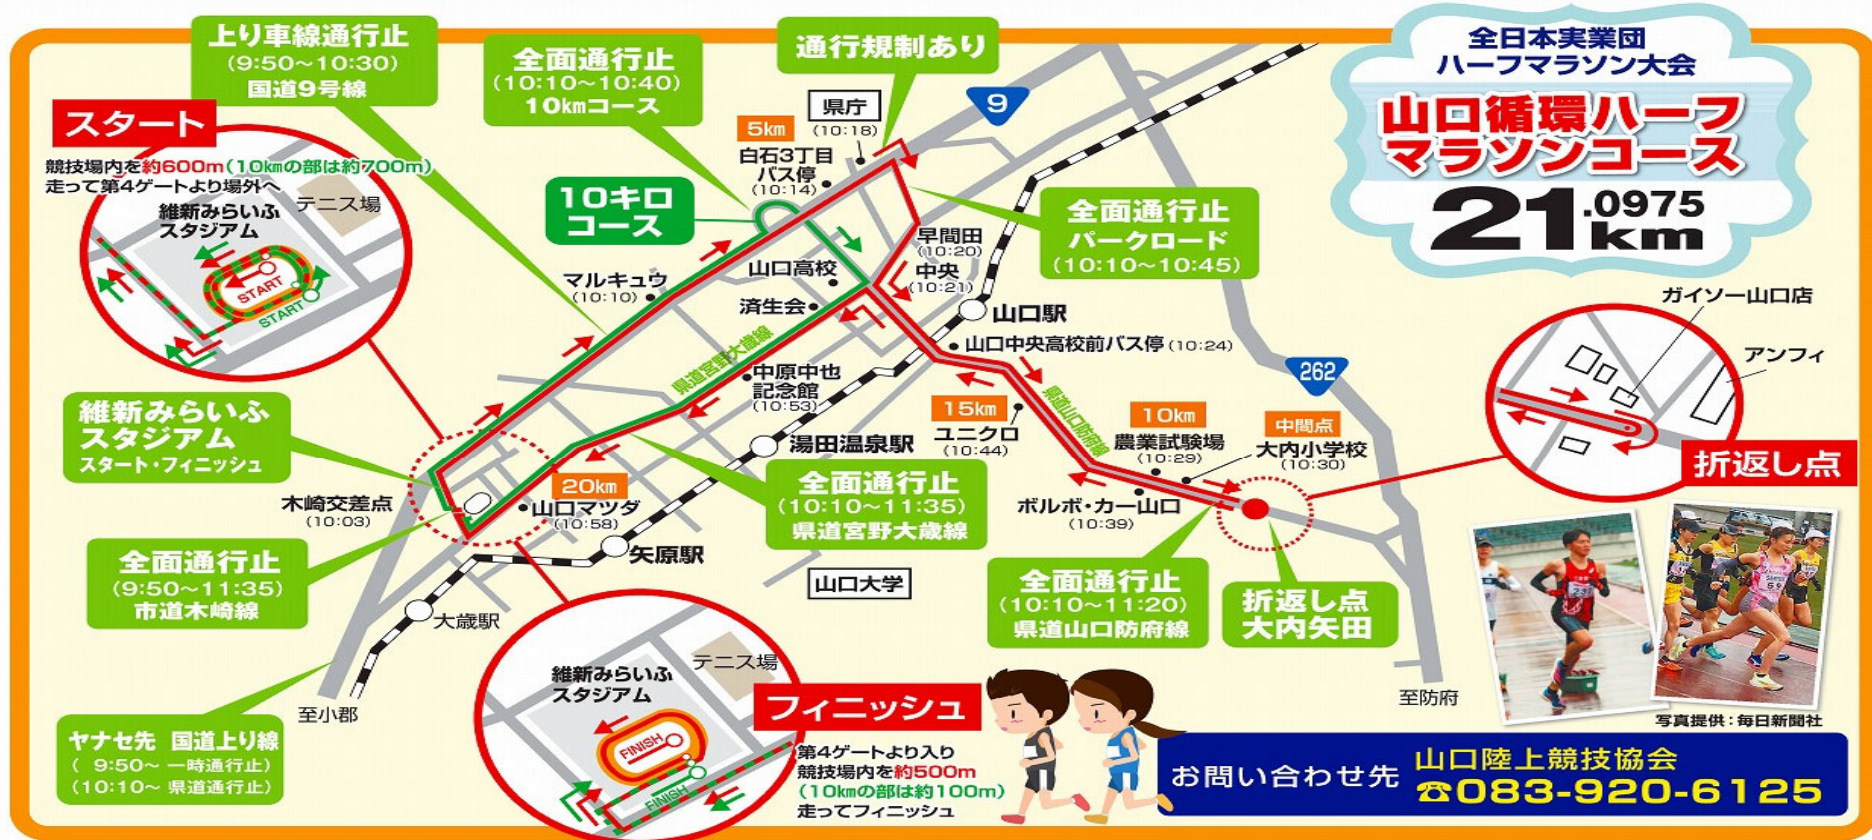 上り車線通行止
(9:50～10:30)
国道9号線
全面通行止
(10:10～10:40)
10kmコース
通行規制あり
全日本実業団
ハーフマラソン大会
山口循環ハーフ
マラソンコース
21.0975
km
スタート
競技場内を約600m(10kmの部は約700m)
走って第4ゲートより場外へ
維新みらいふ
スタジアム
テニス場
START
START
10キロ
コース
5km
県庁
(10:18)
白石3丁目
バス停
(10:14)
9
全面通行止
パークロード
(10:10～10:45)
早間田
(10:20)
中央
(10:21)
マルキュウ
(10:10)
山口高校
済生会
山口駅
山口中央高校前バス停(10:24)
県道宮野大歳線
中原中也
記念館
(10:53)
262
ガイソー山口店
アンフィ
折返し点
維新みらいふ
スタジアム
スタート・フィニッシュ
湯田温泉駅
15km
ユニクロ
(10:44)
県道山口防府線
10km
農業試験場
(10:29)
中間点
大内小学校
(10:30)
木崎交差点
(10:03)
20km
山口マツダ
(10:58)
全面通行止
(10:10～11:35)
県道宮野大歳線
ボルボ・カー山口
(10:39)
矢原駅
全面通行止
(9:50～11:35)
市道木崎線
大歳駅
山口大学
全面通行止
(10:10～11:20)
県道山口防府線
折返し点
大内矢田
至小郡
至防府
ヤナセ先 国道上り線
( 9:50～ 一時通行止)
(10:10～ 県道通行止)
維新みらいふ
スタジアム
テニス場
FINISH
FINISH
フィニッシュ
第4ゲートより入り
競技場内を約500m
(10kmの部は約100m)
走ってフィニッシュ
写真提供：毎日新聞社
お問い合わせ先
山口陸上競技協会
☎083-920-6125